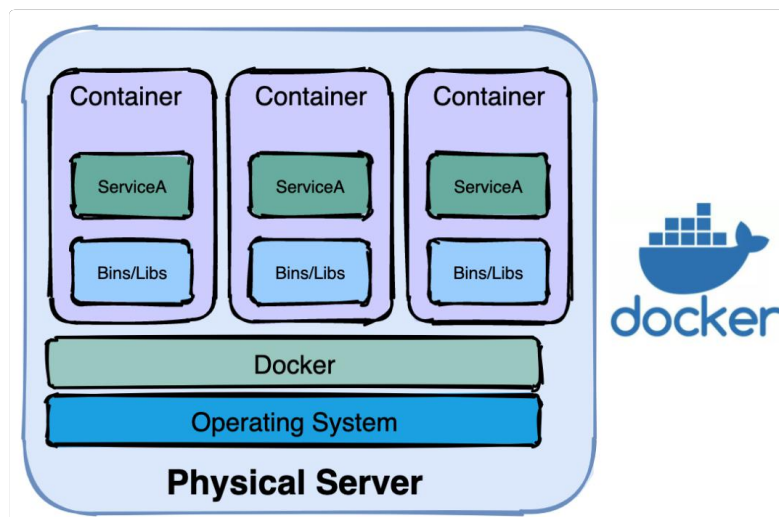 Container Container Container
ServiceA ServiceA ServiceA
Bins/Libs Bins/Libs Bins/Libs
docker
Docker
Operating System
Physical Server